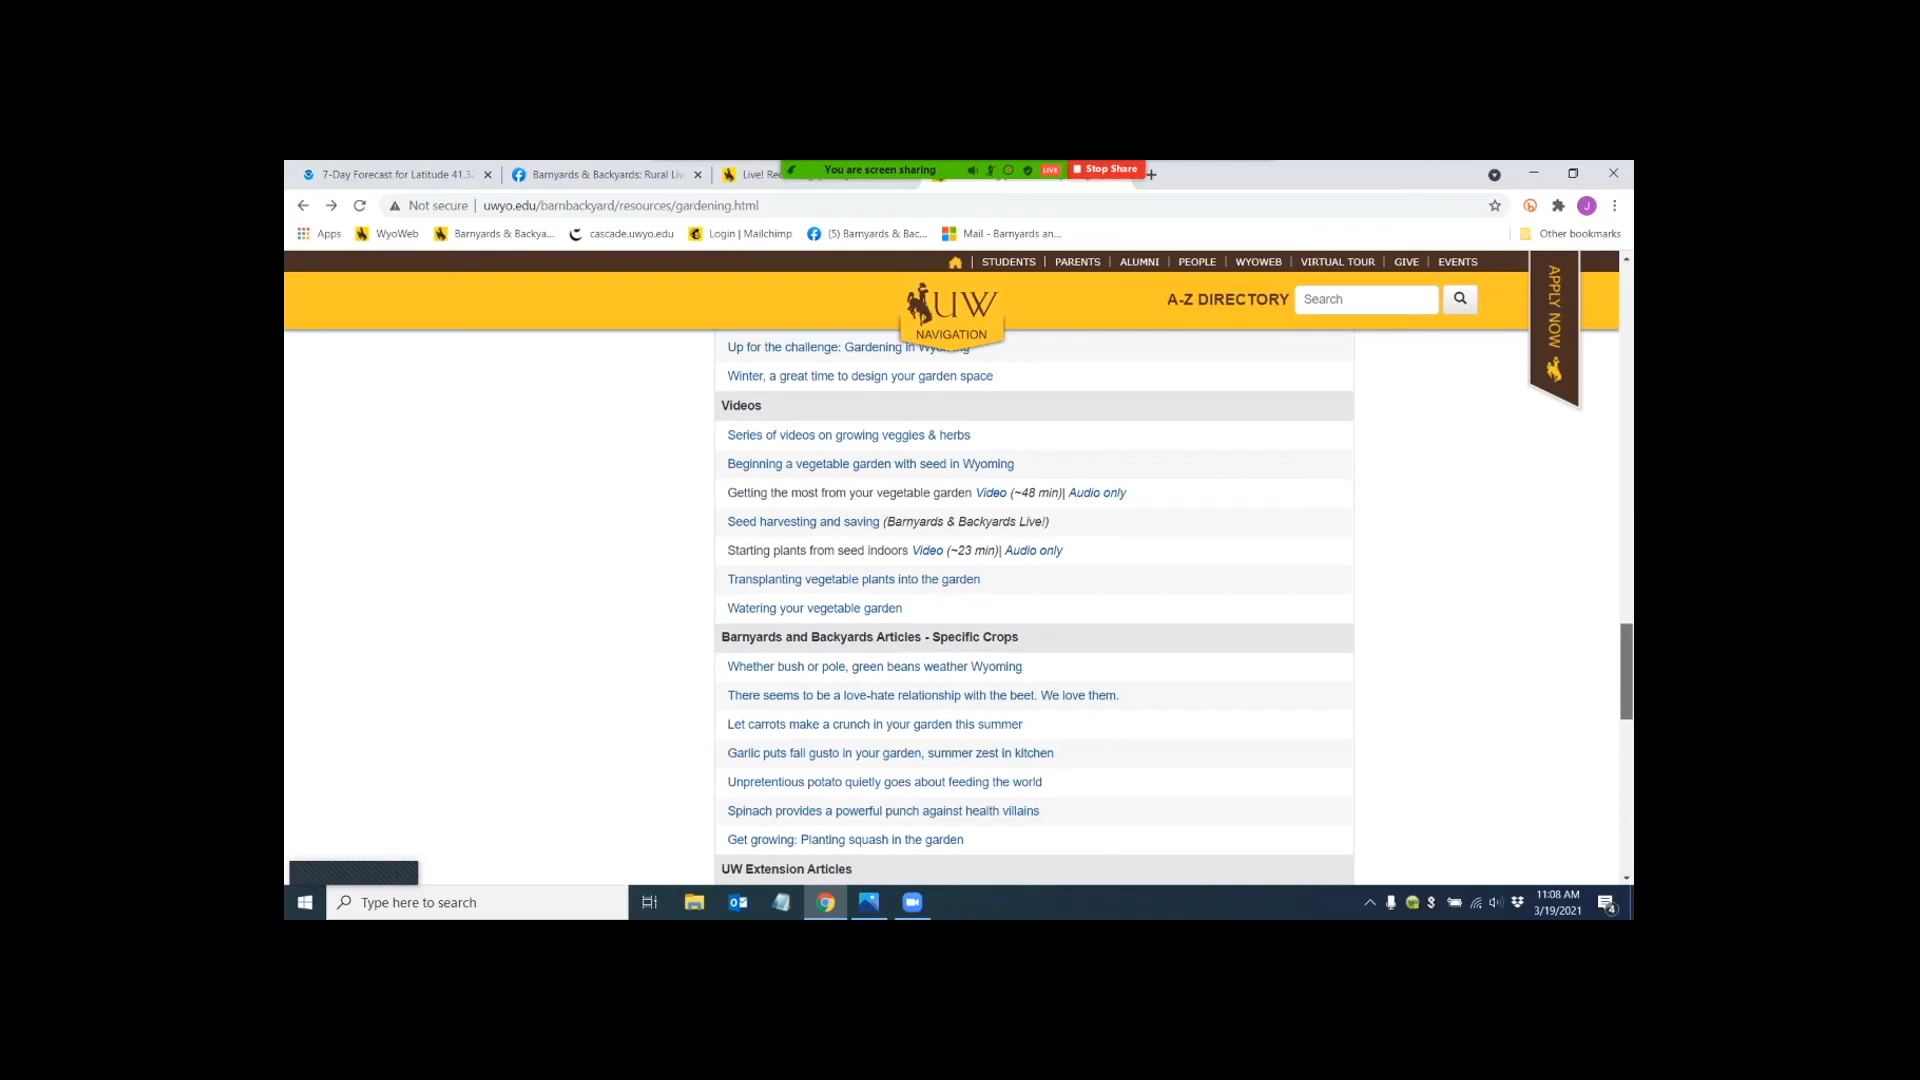 7-Day Forecast for Latitude 41.3
Barnyards & Backyards: Rural Liv
Live! Rec
You are screen sharing
LIVE
Stop Share
Not secure
uwyo.edu/barnbackyard/resources/gardening.html
J
Apps
WyoWeb
Barnyards & Backya...
cascade.uwyo.edu
Login | Mailchimp
(5) Barnyards & Bac...
Mail - Barnyards an...
Other bookmarks
STUDENTS | PARENTS | ALUMNI | PEOPLE | WYOWEB | VIRTUAL TOUR | GIVE | EVENTS
UW
NAVIGATION
A-Z DIRECTORY
Search
APPLY NOW
Up for the challenge: Gardening in Wyoming
Winter, a great time to design your garden space
Videos
Series of videos on growing veggies & herbs
Beginning a vegetable garden with seed in Wyoming
Getting the most from your vegetable garden Video (~48 min)| Audio only
Seed harvesting and saving (Barnyards & Backyards Live!)
Starting plants from seed indoors Video (~23 min)| Audio only
Transplanting vegetable plants into the garden
Watering your vegetable garden
Barnyards and Backyards Articles - Specific Crops
Whether bush or pole, green beans weather Wyoming
There seems to be a love-hate relationship with the beet. We love them.
Let carrots make a crunch in your garden this summer
Garlic puts fall gusto in your garden, summer zest in kitchen
Unpretentious potato quietly goes about feeding the world
Spinach provides a powerful punch against health villains
Get growing: Planting squash in the garden
UW Extension Articles
Type here to search
11:08 AM
3/19/2021
4